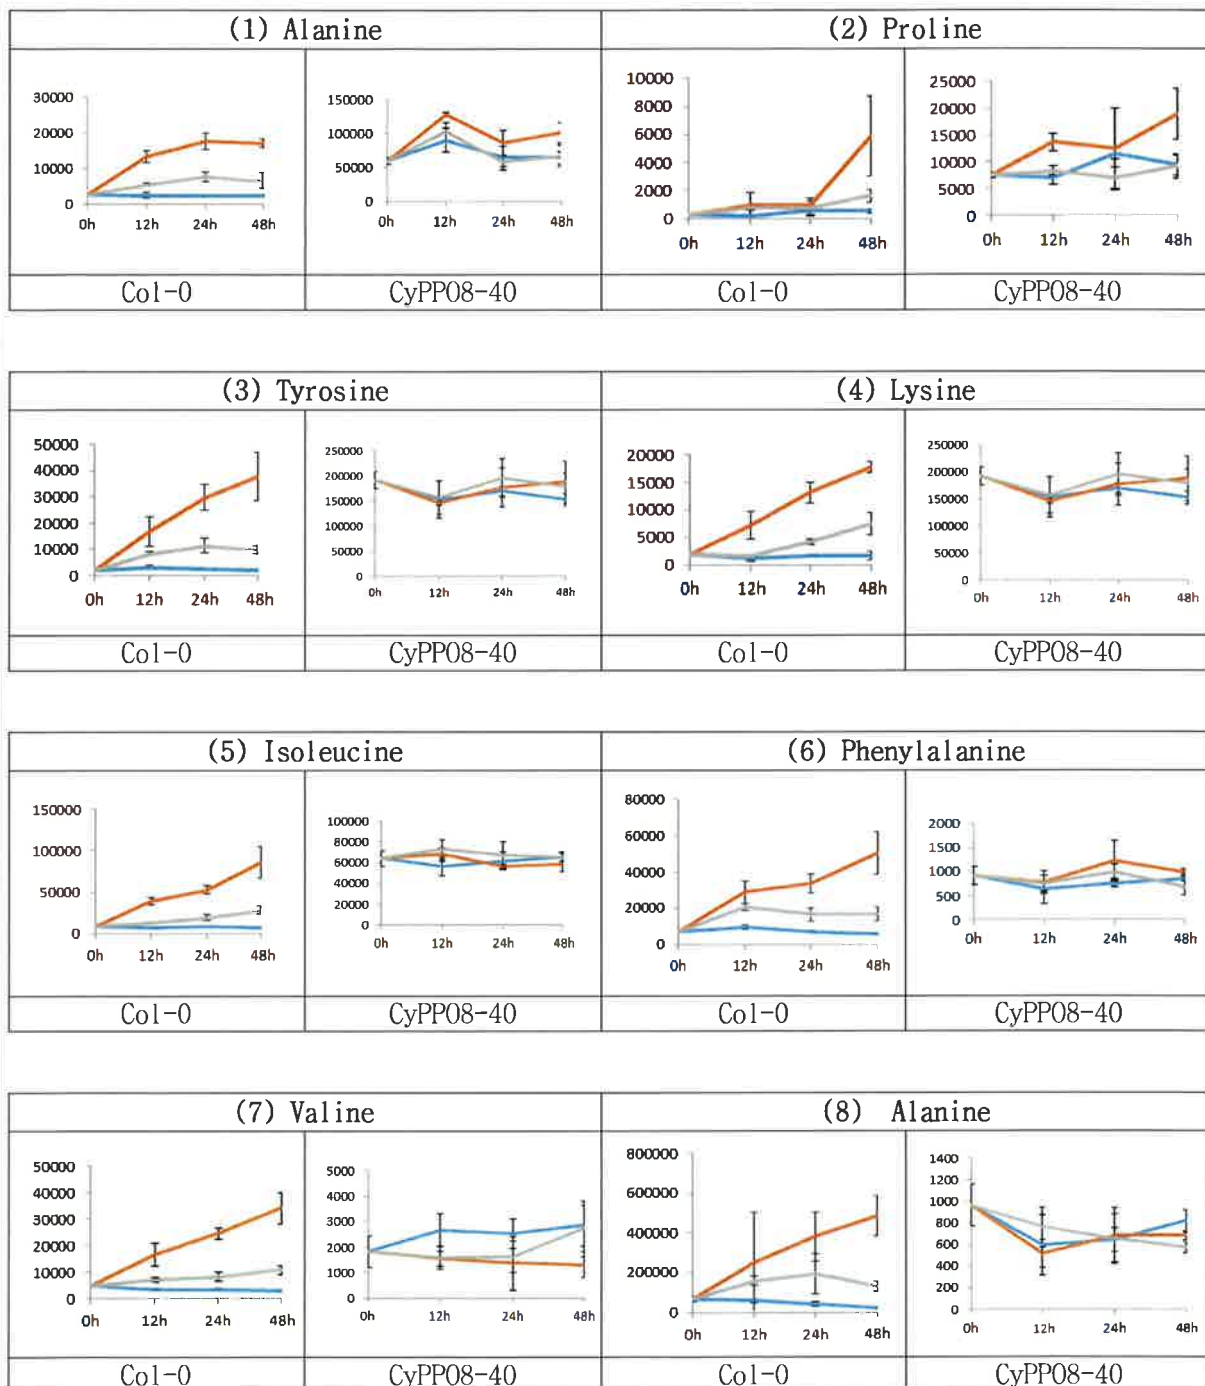 (1) Alanine
(2) Proline
30000
20000
10000
0
0h 12h 24h 48h
150000
100000
50000
0
0h 12h 24h 48h
10000
8000
6000
4000
2000
0
0h 12h 24h 48h
25000
20000
15000
10000
5000
0
0h 12h 24h 48h
Col-0
CyPPO8-40
Col-0
CyPPO8-40
(3) Tyrosine
(4) Lysine
50000
40000
30000
20000
10000
0
0h 12h 24h 48h
250000
200000
150000
100000
50000
0
0h 12h 24h 48h
20000
15000
10000
5000
0
0h 12h 24h 48h
250000
200000
150000
100000
50000
0
0h 12h 24h 48h
Col-0
CyPPO8-40
Col-0
CyPPO8-40
(5) Isoleucine
(6) Phenylalanine
150000
100000
50000
0
0h 12h 24h 48h
100000
80000
60000
40000
20000
0
0h 12h 24h 48h
80000
60000
40000
20000
0
0h 12h 24h 48h
2000
1500
1000
500
0
0h 12h 24h 48h
Col-0
CyPPO8-40
Col-0
CyPPO8-40
(7) Valine
(8) Alanine
50000
40000
30000
20000
10000
0
0h 12h 24h 48h
5000
4000
3000
2000
1000
0
0h 12h 24h 48h
800000
600000
400000
200000
0
0h 12h 24h 48h
1400
1200
1000
800
600
400
200
0
0h 12h 24h 48h
Col-0
CyPPO8-40
Col-0
CyPPO8-40